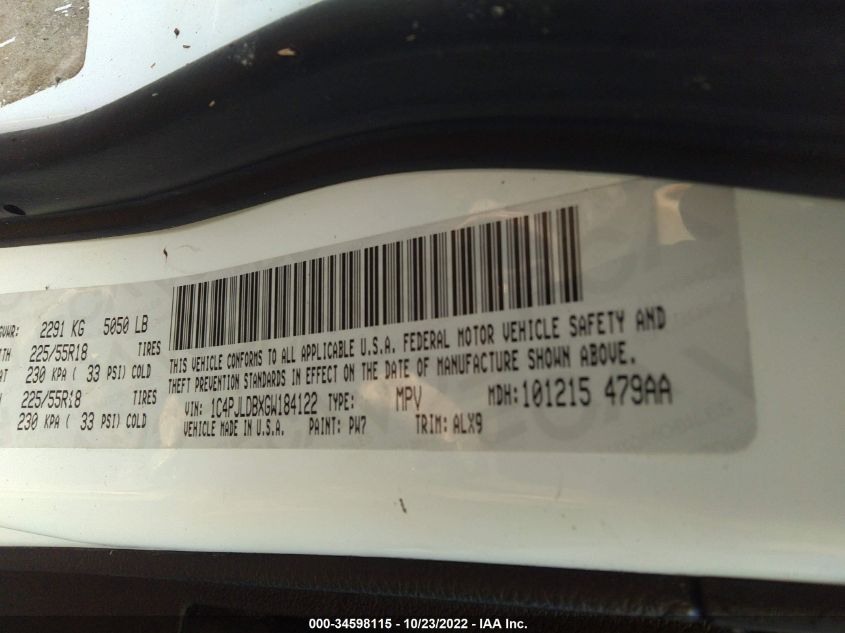 GVWR: 2291 KG 5050 LB
225/55R18 TIRES
230 KPA ( 33 PSI) COLD
225/55R18 TIRES
230 KPA ( 33 PSI) COLD
THIS VEHICLE CONFORMS TO ALL APPLICABLE U.S.A. FEDERAL MOTOR VEHICLE SAFETY AND
THEFT PREVENTION STANDARDS IN EFFECT ON THE DATE OF MANUFACTURE SHOWN ABOVE.
VIN: 1C4PJLDBXGW184122 TYPE: MPV MDH: 101215 479AA
VEHICLE MADE IN U.S.A. PAINT: PW7 TRIM: ALX9
000-34598115 - 10/23/2022 - IAA Inc.